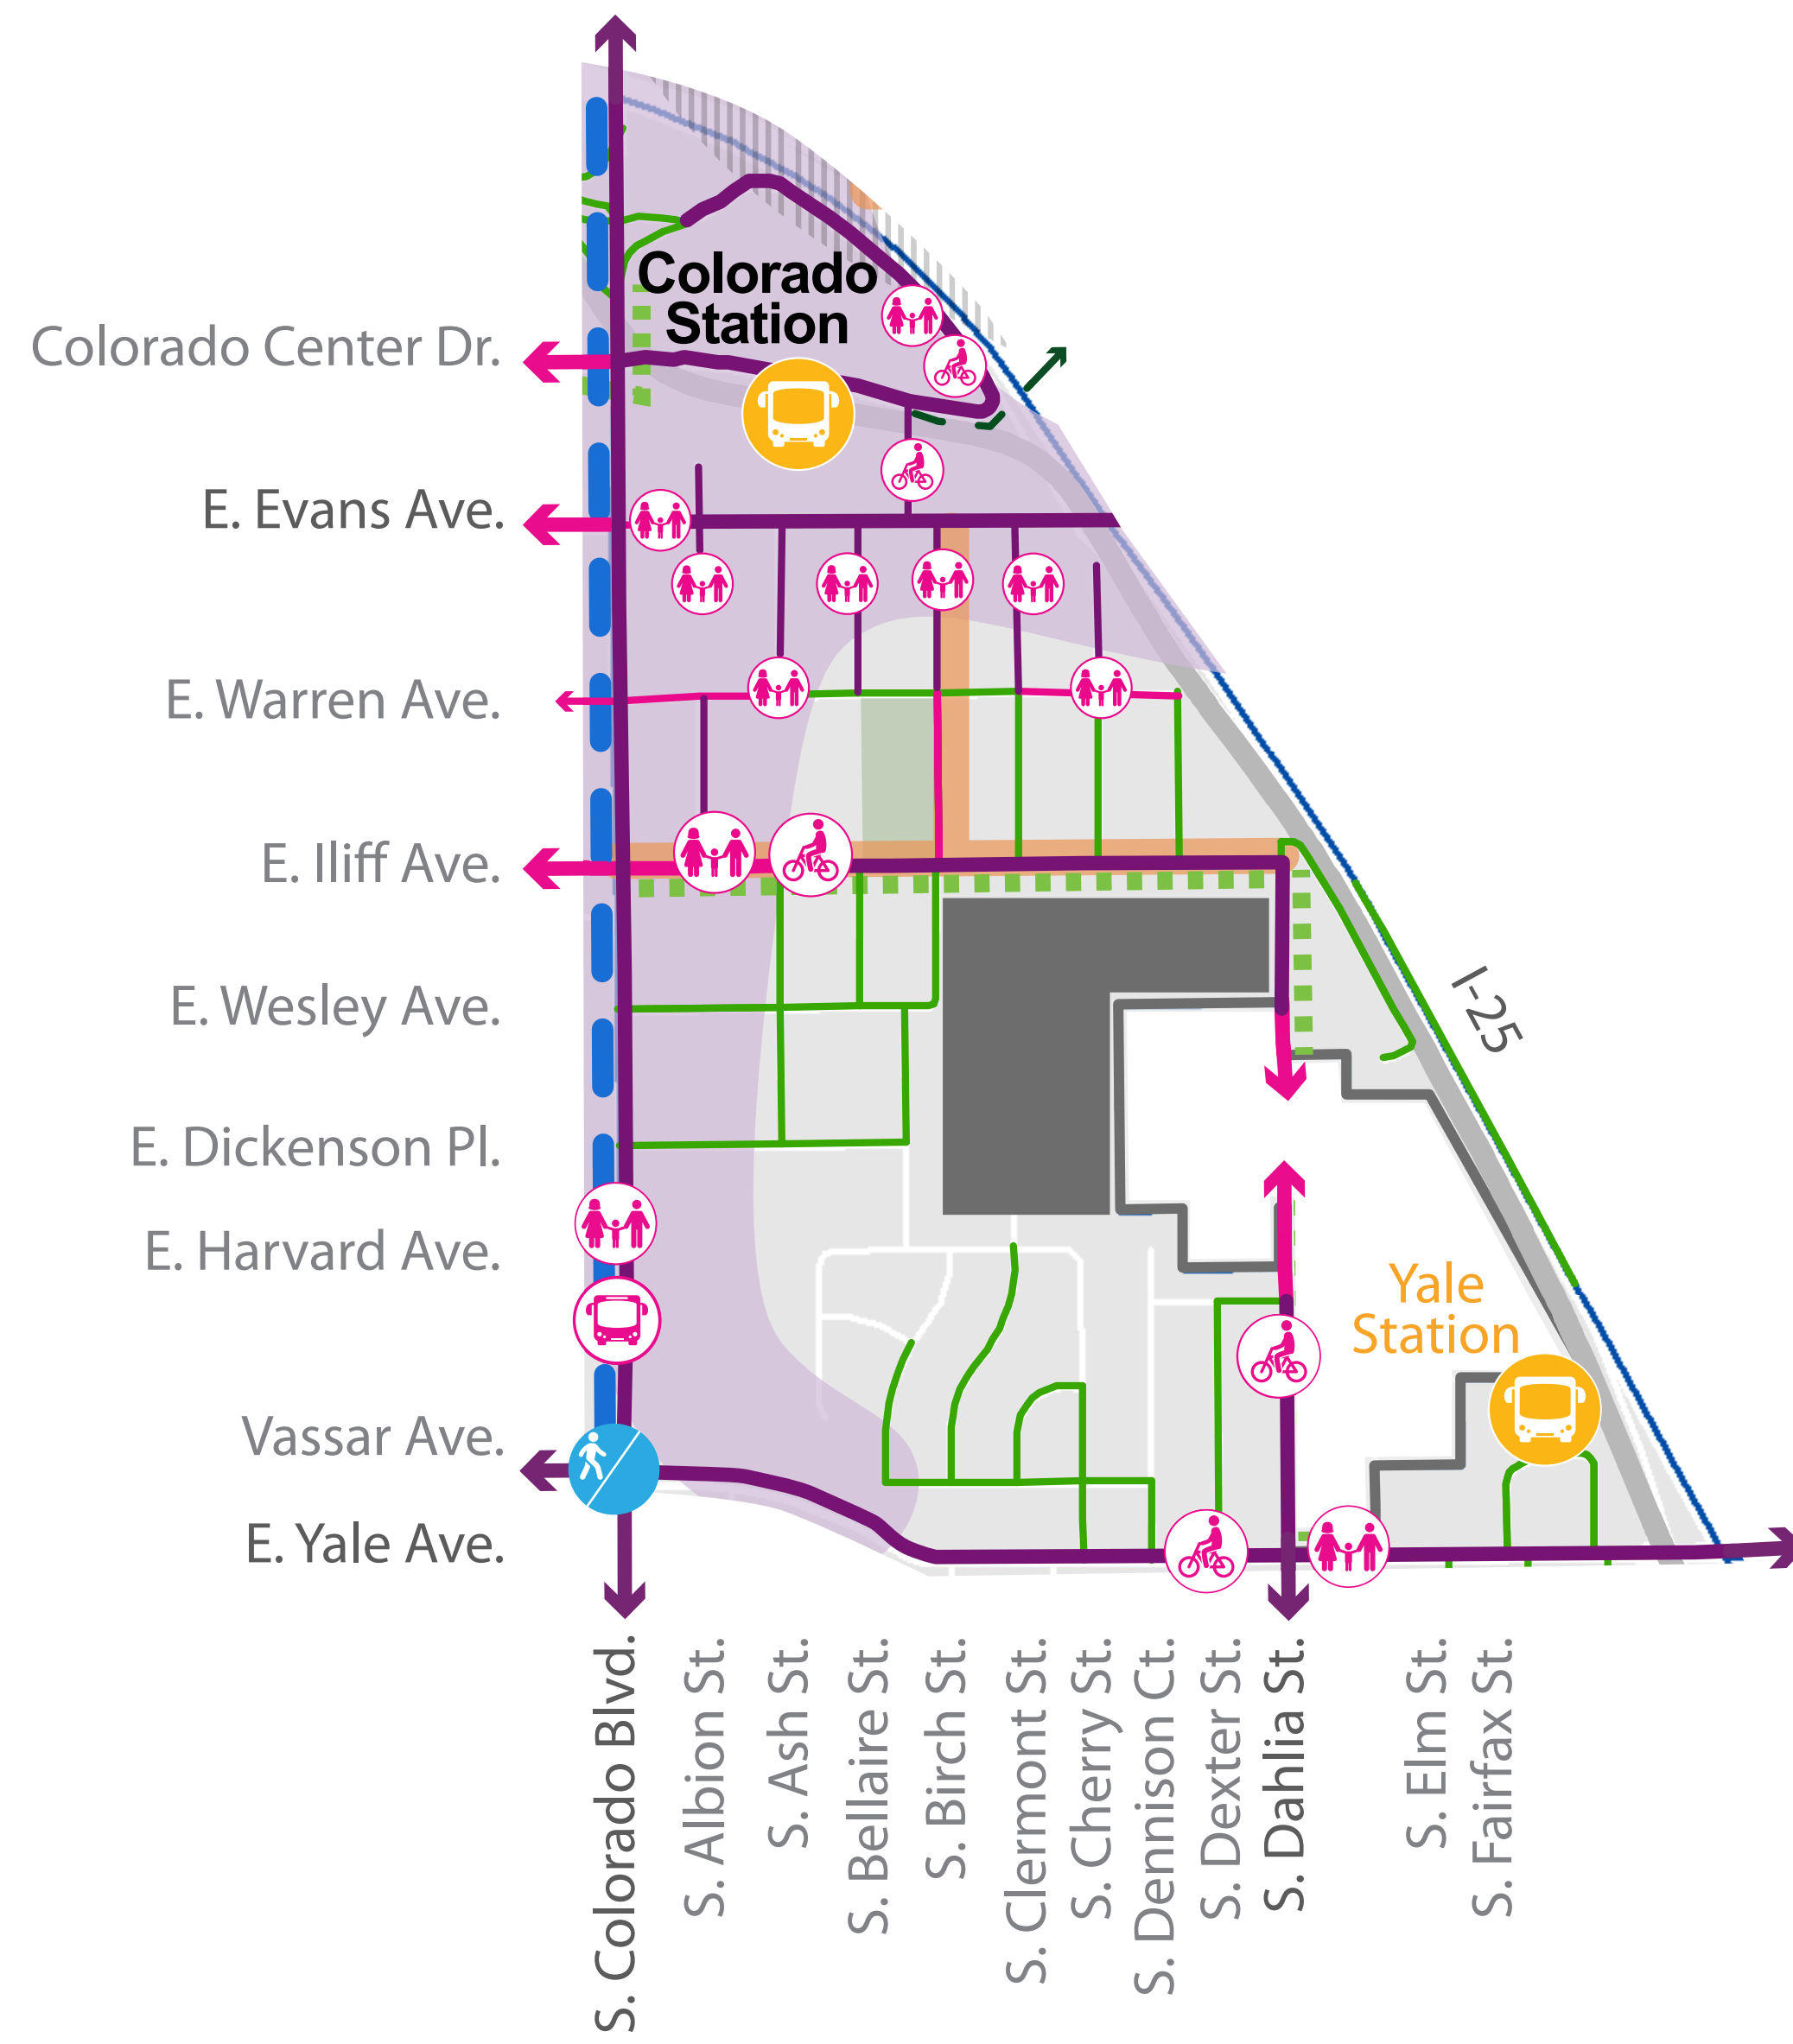 Colorado
Station
Colorado Center Dr.
E. Evans Ave.
E. Warren Ave.
E. Iliff Ave.
E. Wesley Ave.
I-25
E. Dickenson Pl.
E. Harvard Ave.
Yale
Station
Vassar Ave.
E. Yale Ave.
S. Colorado Blvd.
S. Albion St.
S. Ash St.
S. Bellaire St.
S. Birch St.
S. Clermont St.
S. Cherry St.
S. Dennison Ct.
S. Dexter St.
S. Dahlia St.
S. Elm St.
S. Fairfax St.